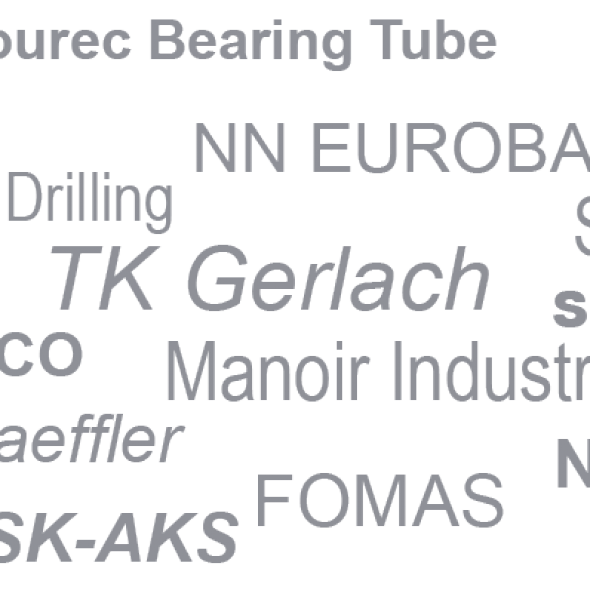 ourec Bearing Tube
NN EUROBA
Drilling
S
TK Gerlach
s
CO
Manoir Industr
aeffler
N
FOMAS
SK-AKS